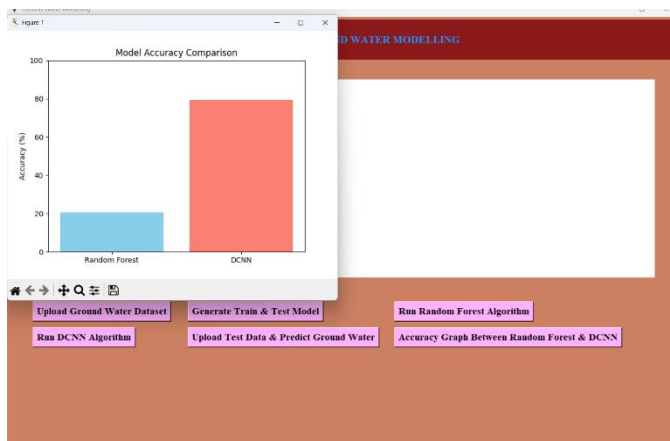 Figure 1
ND WATER MODELLING
Model Accuracy Comparison
100
80
60
40
20
0
Accuracy (%)
Random Forest
DCNN
Upload Ground Water Dataset
Generate Train & Test Model
Run Random Forest Algorithm
Run DCNN Algorithm
Upload Test Data & Predict Ground Water
Accuracy Graph Between Random Forest & DCNN